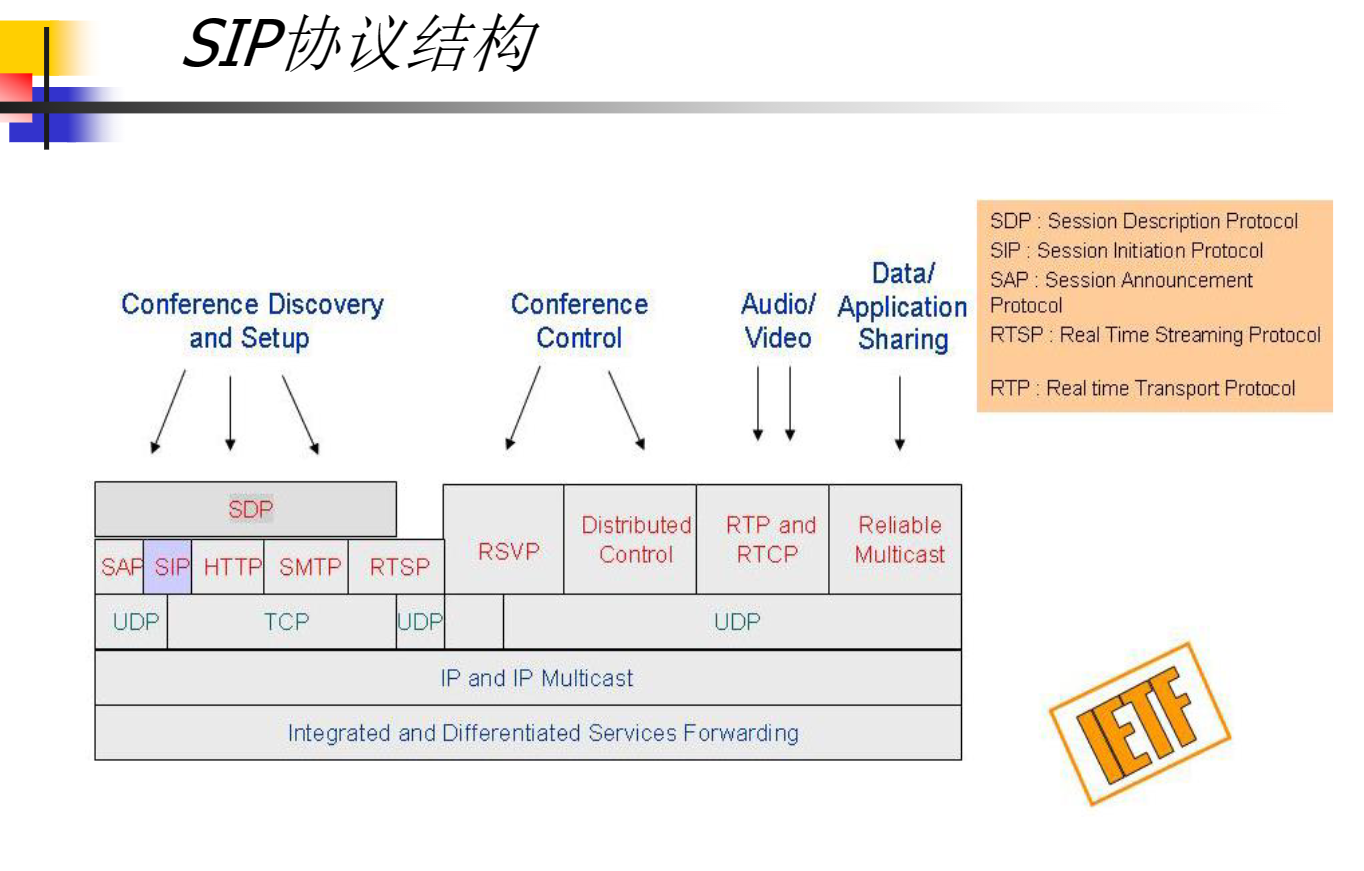 SIP协议结构
SDP : Session Description Protocol
SIP : Session Initiation Protocol
SAP : Session Announcement
Protocol
RTSP : Real Time Streaming Protocol
RTP : Real time Transport Protocol
Conference Discovery
and Setup
Conference
Control
Audio/
Video
Data/
Application
Sharing
SDP
SAP SIP HTTP SMTP RTSP
RSVP
Distributed
Control
RTP and
RTCP
Reliable
Multicast
UDP TCP UDP UDP
IP and IP Multicast
Integrated and Differentiated Services Forwarding
IETF